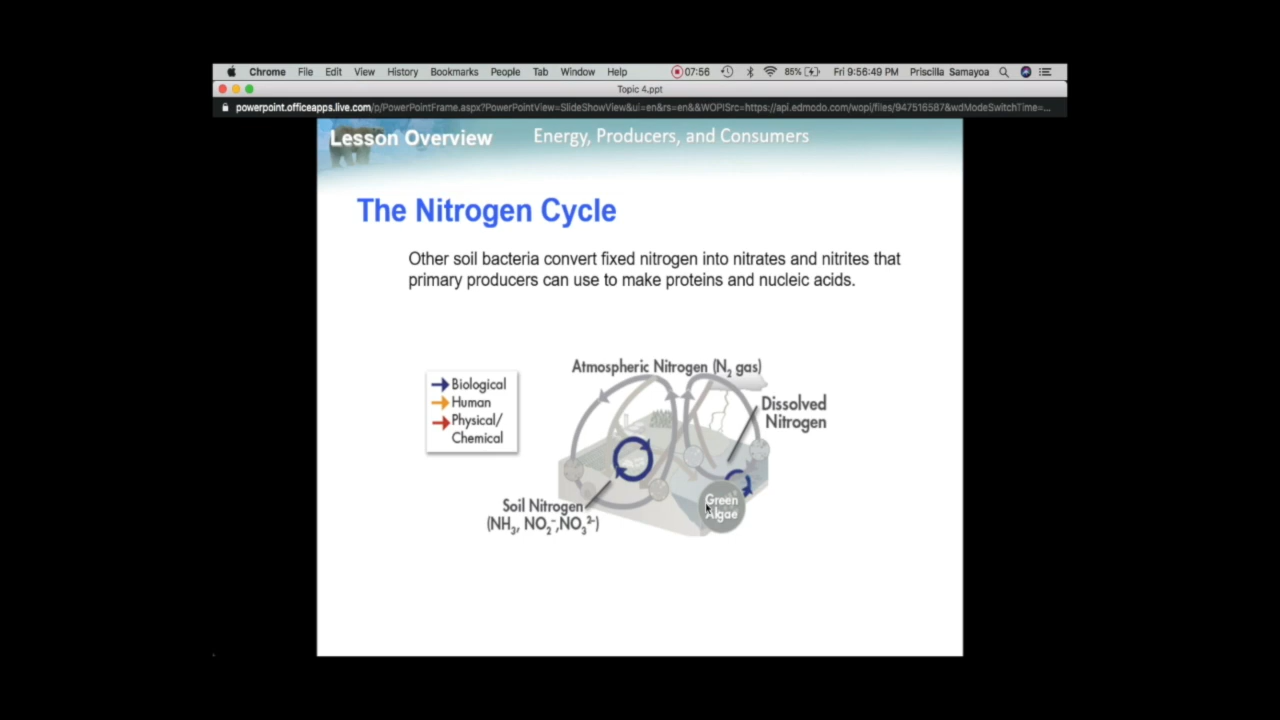 Chrome File Edit View History Bookmarks People Tab Window Help 07:56 85% Fri 9:56:49 PM Priscilla Samayoa
Topic 4.ppt
powerpoint.officeapps.live.com/p/PowerPointFrame.aspx?PowerPointView=SlideShowView&ui=en&rs=en&&WOPISrc=https://api.edmodo.com/wopi/files/947516587&wdModeSwitchTime=...
Lesson Overview Energy, Producers, and Consumers
The Nitrogen Cycle
Other soil bacteria convert fixed nitrogen into nitrates and nitrites that
primary producers can use to make proteins and nucleic acids.
Atmospheric Nitrogen (N₂ gas)
Biological
Human
Physical/
Chemical
Dissolved
Nitrogen
Soil Nitrogen
(NH₃, NO₂⁻,NO₃²⁻)
Green
Algae